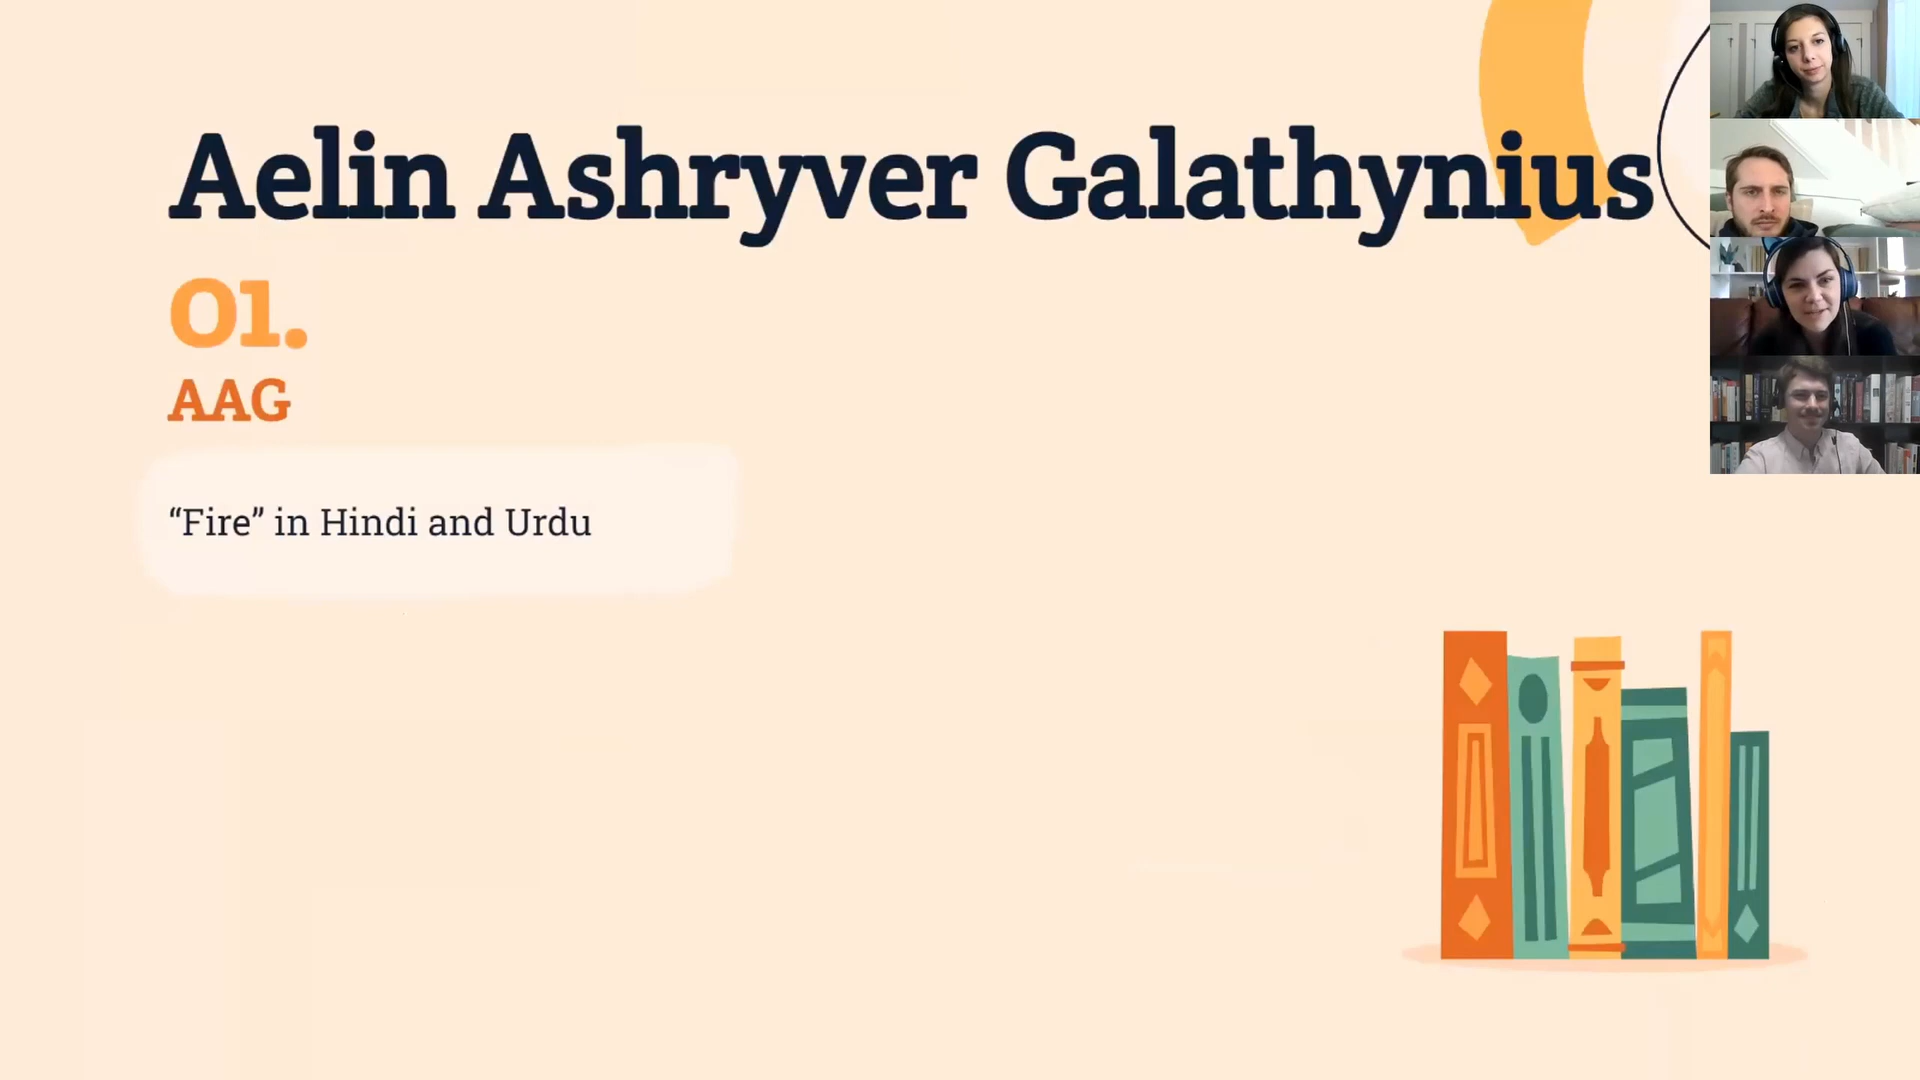 Aelin Ashryver Galathynius
01.
AAG
“Fire” in Hindi and Urdu